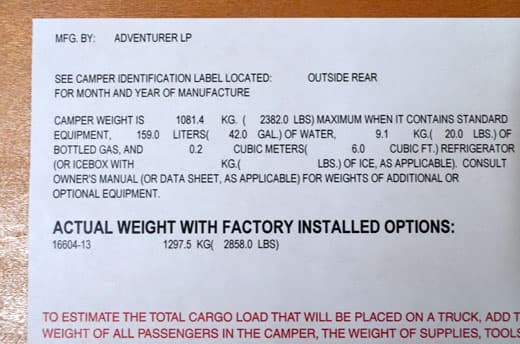 MFG. BY: ADVENTURER LP
SEE CAMPER IDENTIFICATION LABEL LOCATED: OUTSIDE REAR
FOR MONTH AND YEAR OF MANUFACTURE
CAMPER WEIGHT IS 1081.4 KG. ( 2382.0 LBS) MAXIMUM WHEN IT CONTAINS STANDARD
EQUIPMENT, 159.0 LITERS( 42.0 GAL.) OF WATER, 9.1 KG.( 20.0 LBS.) OF
BOTTLED GAS, AND 0.2 CUBIC METERS( 6.0 CUBIC FT.) REFRIGERATOR
(OR ICEBOX WITH KG.( LBS.) OF ICE, AS APPLICABLE). CONSULT
OWNER'S MANUAL (OR DATA SHEET, AS APPLICABLE) FOR WEIGHTS OF ADDITIONAL OR
OPTIONAL EQUIPMENT.
ACTUAL WEIGHT WITH FACTORY INSTALLED OPTIONS:
16604-13 1297.5 KG( 2858.0 LBS)
TO ESTIMATE THE TOTAL CARGO LOAD THAT WILL BE PLACED ON A TRUCK, ADD T
WEIGHT OF ALL PASSENGERS IN THE CAMPER, THE WEIGHT OF SUPPLIES, TOOLS